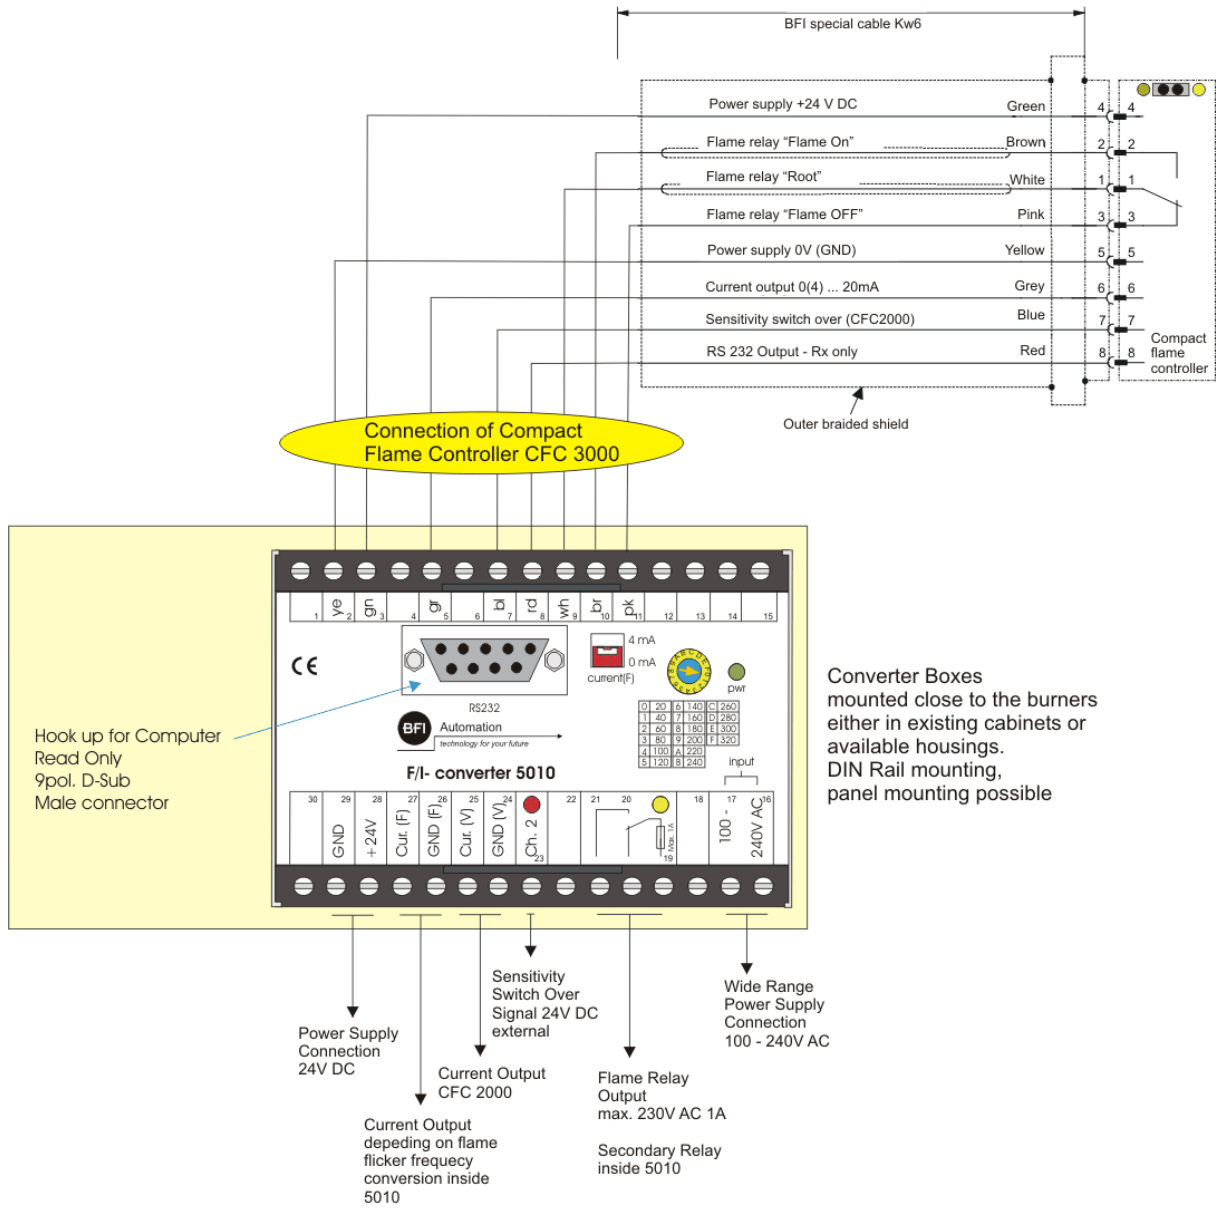 BFI special cable Kw6
Power supply +24 V DC Green 4 4
Flame relay “Flame On” Brown 2 2
Flame relay “Root” White 1 1
Flame relay “Flame OFF” Pink 3 3
Power supply 0V (GND) Yellow 5 5
Current output 0(4) ... 20mA Grey 6 6
Sensitivity switch over (CFC2000) Blue 7 7
RS 232 Output - Rx only Red 8 8
Compact
flame
controller
Outer braided shield
Connection of Compact
Flame Controller CFC 3000
1 ye 2 gn 3 4 gr 5 6 bl 7 rd 8 wh 9 br 10 pk 11 12 13 14 15
CE
4 mA
0 mA
current(F)
0123456789ABCDEF
pwr
RS232
BFI Automation
technology for your future
F/I- converter 5010
0 20 6 140 C 260
1 40 7 160 D 280
2 60 8 180 E 300
3 80 9 200 F 320
4 100 A 220
5 120 B 240
input
30 29 28 27 26 25 24 22 21 20 18 17 16
GND +24V Cur. (F) GND (F) Cur. (V) GND (V) Ch. 2 Max. 1A 100 - 240V AC
23 19
Hook up for Computer
Read Only
9pol. D-Sub
Male connector
Converter Boxes
mounted close to the burners
either in existing cabinets or
available housings.
DIN Rail mounting,
panel mounting possible
Power Supply
Connection
24V DC
Current Output
depeding on flame
flicker frequecy
conversion inside
5010
Current Output
CFC 2000
Sensitivity
Switch Over
Signal 24V DC
external
Flame Relay
Output
max. 230V AC 1A
Secondary Relay
inside 5010
Wide Range
Power Supply
Connection
100 - 240V AC